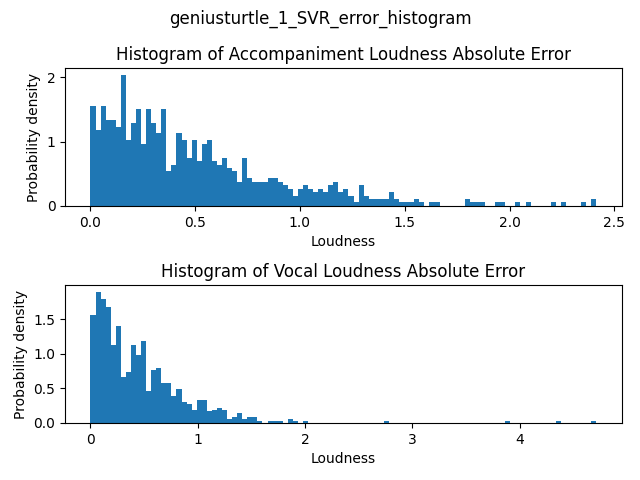 geniusturtle_1_SVR_error_histogram
Histogram of Accompaniment Loudness Absolute Error
Probability density
2
1
0
0.0 0.5 1.0 1.5 2.0 2.5
Loudness
Histogram of Vocal Loudness Absolute Error
Probability density
1.5
1.0
0.5
0.0
0 1 2 3 4
Loudness